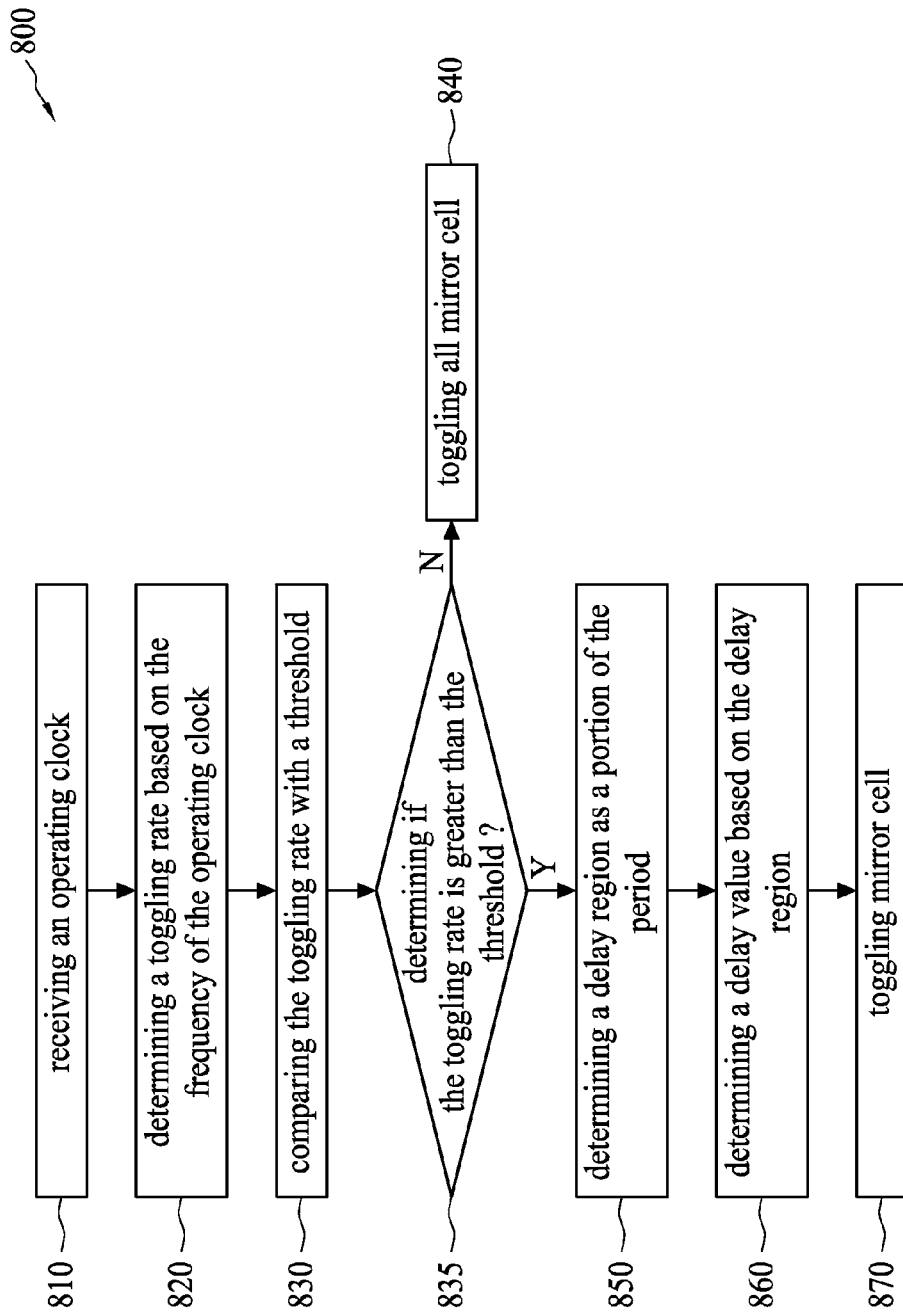 800
810
receiving an operating clock
820
determining a toggling rate based on the
frequency of the operating clock
830
comparing the toggling rate with a threshold
835
determining if
the toggling rate is greater than the
threshold ?
N
840
toggling all mirror cell
Y
850
determining a delay region as a portion of the
period
860
determining a delay value based on the delay
region
870
toggling mirror cell